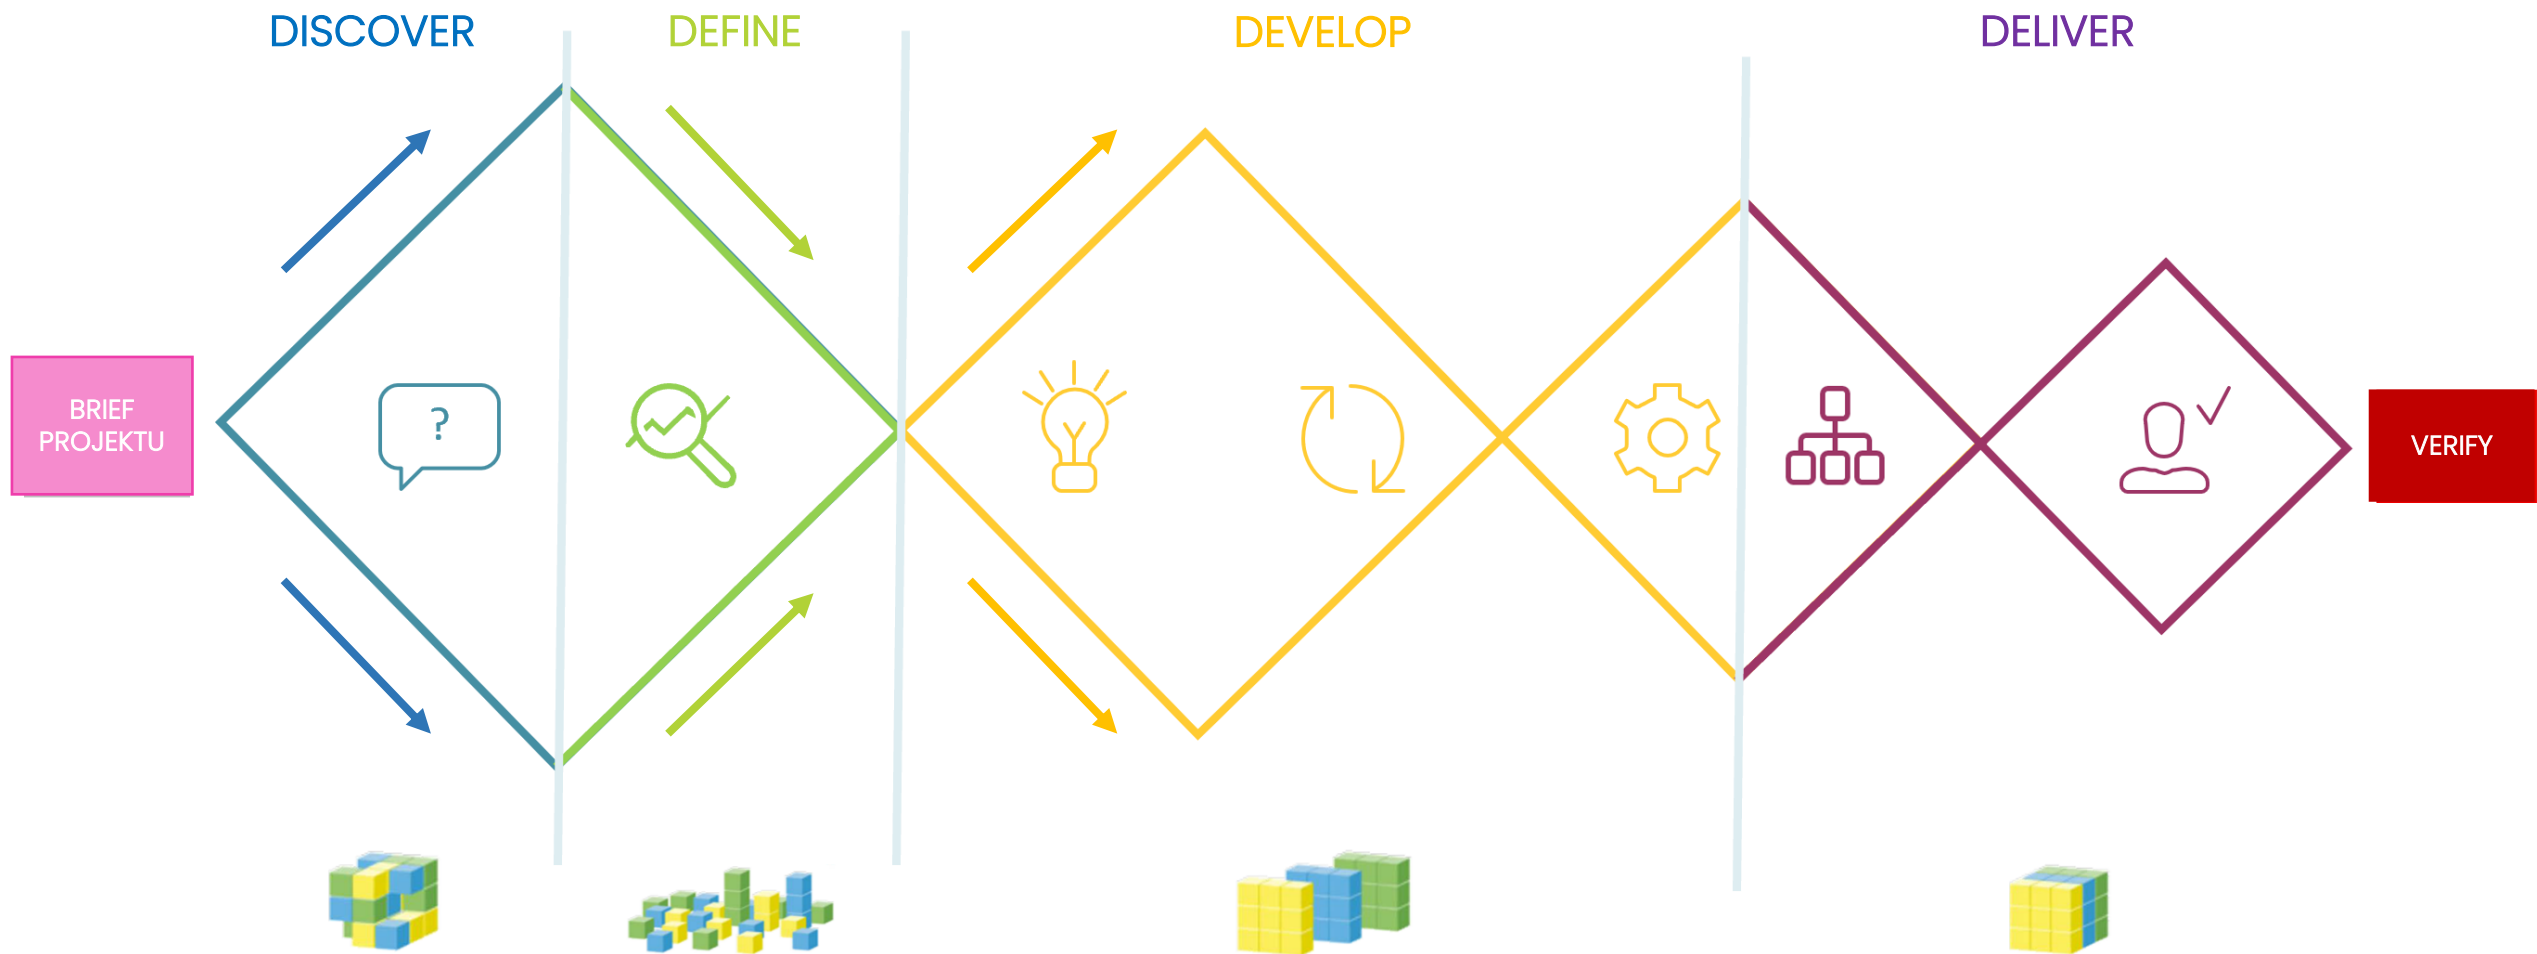 DISCOVER
DEFINE
DEVELOP
DELIVER
BRIEF
PROJEKTU
?
VERIFY